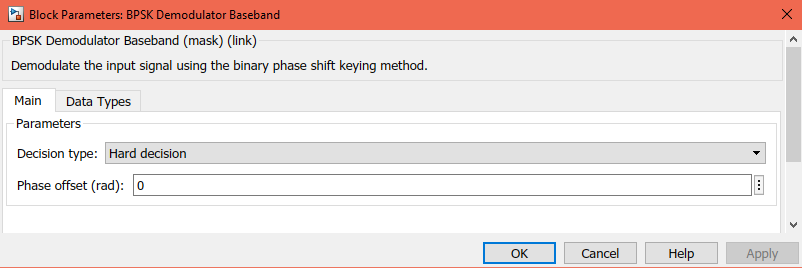 Block Parameters: BPSK Demodulator Baseband
BPSK Demodulator Baseband (mask) (link)
Demodulate the input signal using the binary phase shift keying method.
Main Data Types
Parameters
Decision type: Hard decision
Phase offset (rad): 0
OK Cancel Help Apply